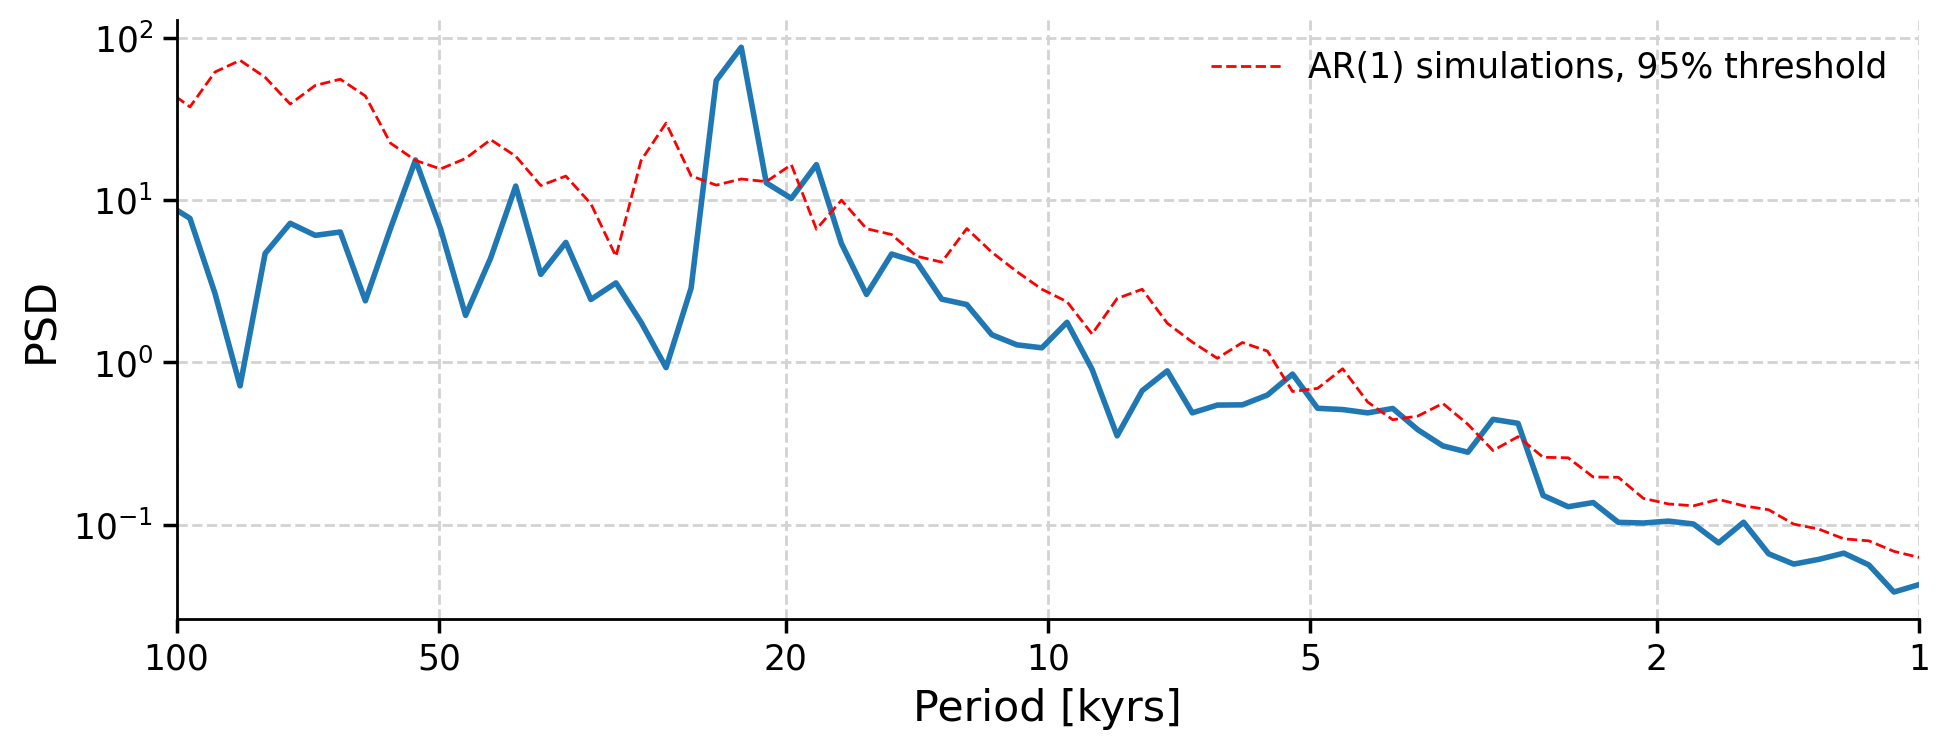 AR(1) simulations, 95% threshold
PSD
10²
10¹
10⁰
10⁻¹
100 50 20 10 5 2 1
Period [kyrs]